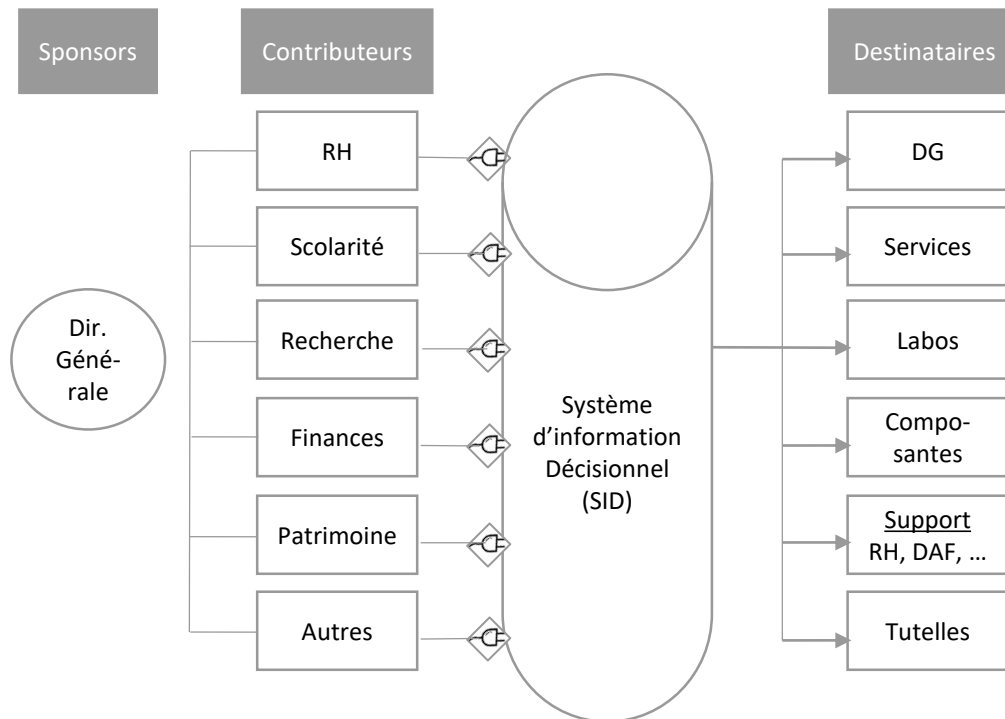 Sponsors
Contributeurs
Destinataires
Dir.
Géné-
rale
RH
Scolarité
Recherche
Finances
Patrimoine
Autres
Système
d’information
Décisionnel
(SID)
DG
Services
Labos
Compo-
santes
Support
RH, DAF, ...
Tutelles